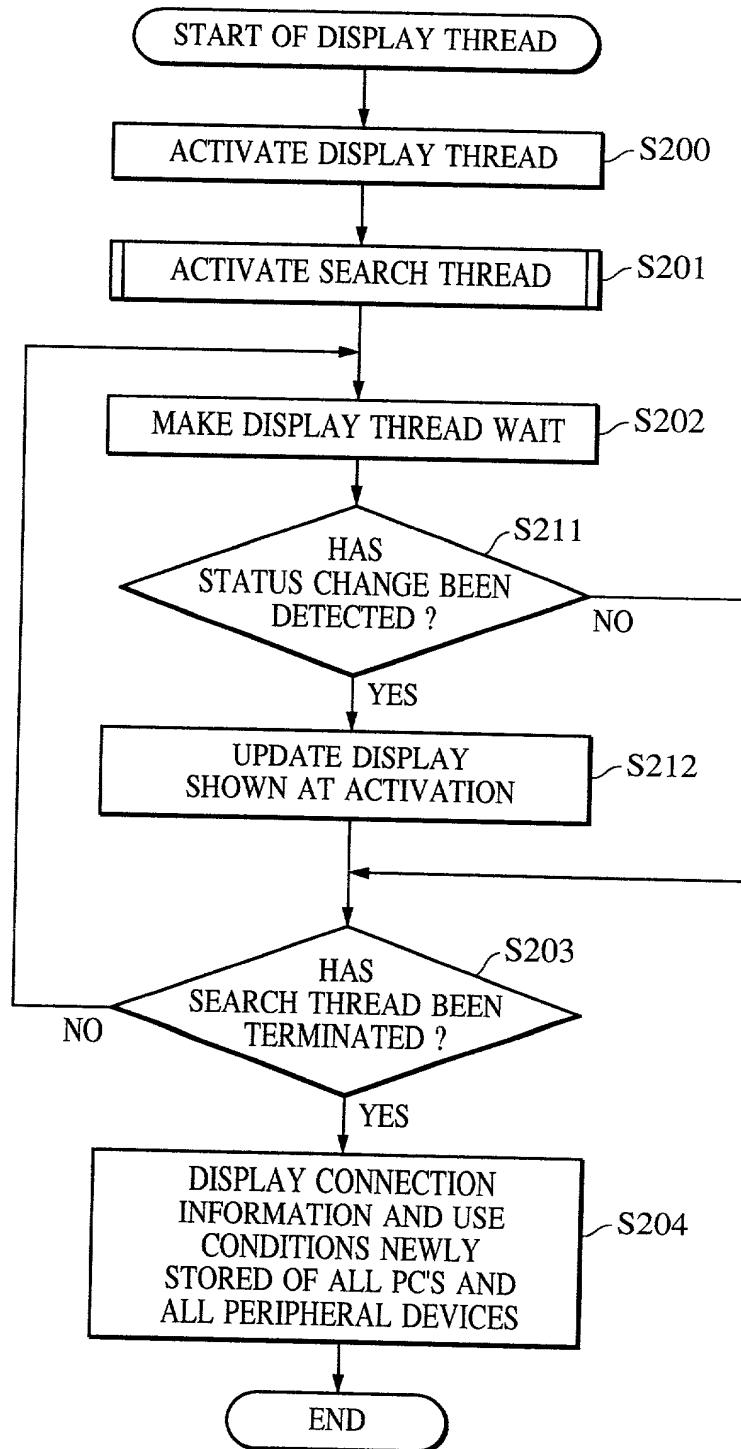 START OF DISPLAY THREAD
ACTIVATE DISPLAY THREAD
S200
ACTIVATE SEARCH THREAD
S201
MAKE DISPLAY THREAD WAIT
S202
S211
HAS
STATUS CHANGE BEEN
DETECTED ?
NO
YES
UPDATE DISPLAY
SHOWN AT ACTIVATION
S212
S203
HAS
SEARCH THREAD BEEN
TERMINATED ?
NO
YES
DISPLAY CONNECTION
INFORMATION AND USE
CONDITIONS NEWLY
STORED OF ALL PC'S AND
ALL PERIPHERAL DEVICES
S204
END